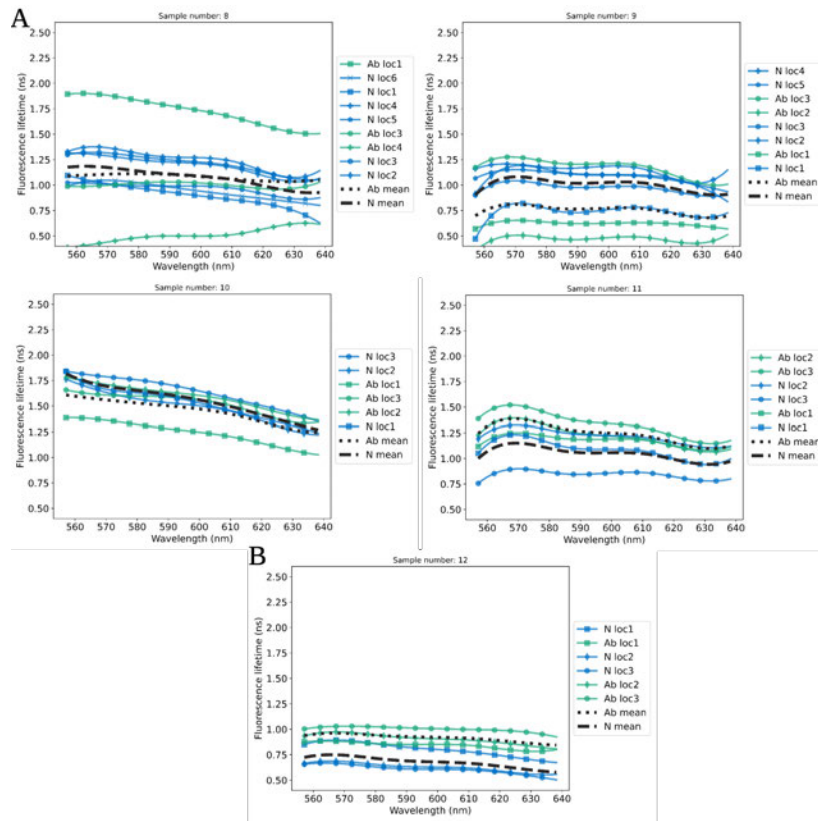 A
Sample number: 8
Fluorescence lifetime (ns)
2.50
2.25
2.00
1.75
1.50
1.25
1.00
0.75
0.50
560 570 580 590 600 610 620 630 640
Wavelength (nm)
Ab loc1
N loc6
N loc1
N loc4
N loc5
Ab loc3
Ab loc4
N loc3
N loc2
Ab mean
N mean
Sample number: 9
Fluorescence lifetime (ns)
2.50
2.25
2.00
1.75
1.50
1.25
1.00
0.75
0.50
560 570 580 590 600 610 620 630 640
Wavelength (nm)
N loc4
N loc5
Ab loc3
Ab loc2
N loc3
N loc2
Ab loc1
N loc1
Ab mean
N mean
Sample number: 10
Fluorescence lifetime (ns)
2.50
2.25
2.00
1.75
1.50
1.25
1.00
0.75
0.50
560 570 580 590 600 610 620 630 640
Wavelength (nm)
N loc3
N loc2
Ab loc1
Ab loc3
Ab loc2
N loc1
Ab mean
N mean
Sample number: 11
Fluorescence lifetime (ns)
2.50
2.25
2.00
1.75
1.50
1.25
1.00
0.75
0.50
560 570 580 590 600 610 620 630 640
Wavelength (nm)
Ab loc2
Ab loc3
N loc2
N loc3
Ab loc1
N loc1
Ab mean
N mean
B
Sample number: 12
Fluorescence lifetime (ns)
2.50
2.25
2.00
1.75
1.50
1.25
1.00
0.75
0.50
560 570 580 590 600 610 620 630 640
Wavelength (nm)
N loc1
Ab loc1
N loc2
N loc3
Ab loc2
Ab loc3
Ab mean
N mean